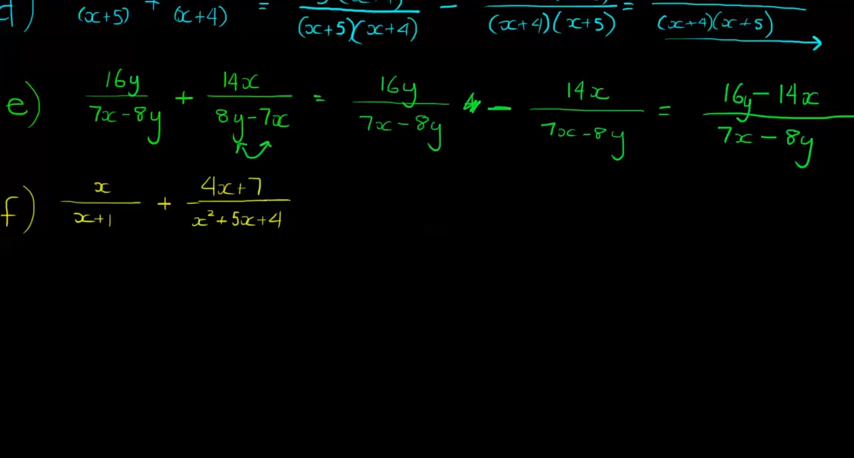 d) /(x+5) + /(x+4) = /(x+5)(x+4) - /(x+4)(x+5) = /(x+4)(x+5)
e) 16y/(7x-8y) + 14x/(8y-7x) = 16y/(7x-8y) - 14x/(7x-8y) = (16y-14x)/(7x-8y)
f) x/(x+1) + (4x+7)/(x²+5x+4)